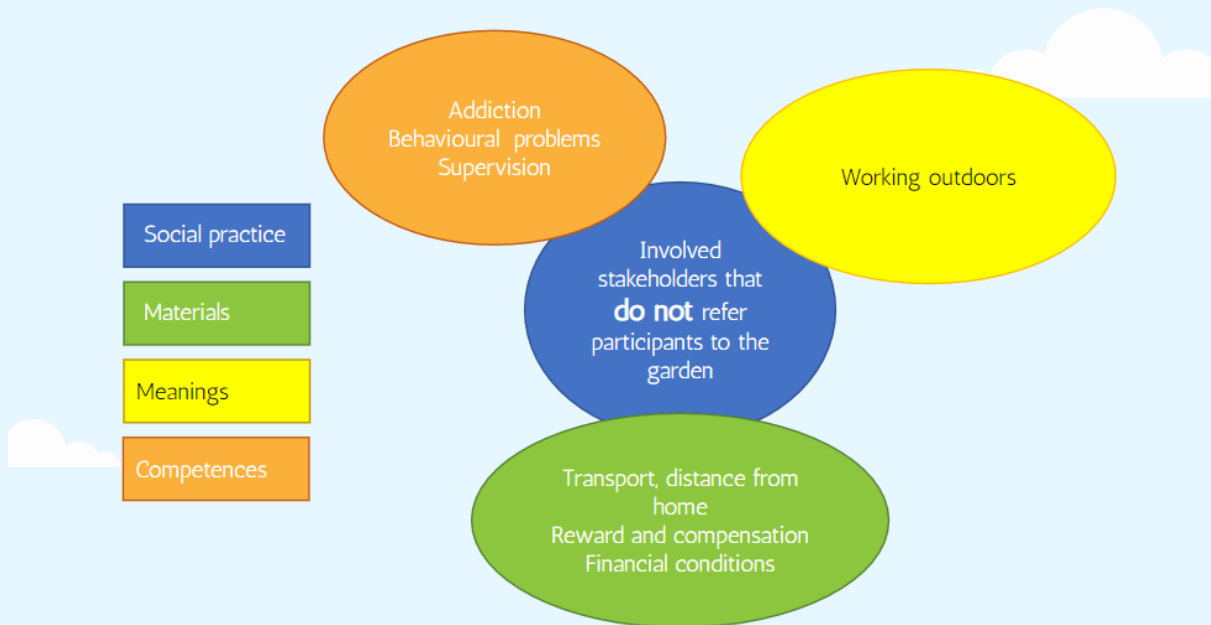 Addiction
Behavioural problems
Supervision
Working outdoors
Social practice
Materials
Meanings
Competences
Involved
stakeholders that
do not refer
participants to the
garden
Transport, distance from
home
Reward and compensation
Financial conditions